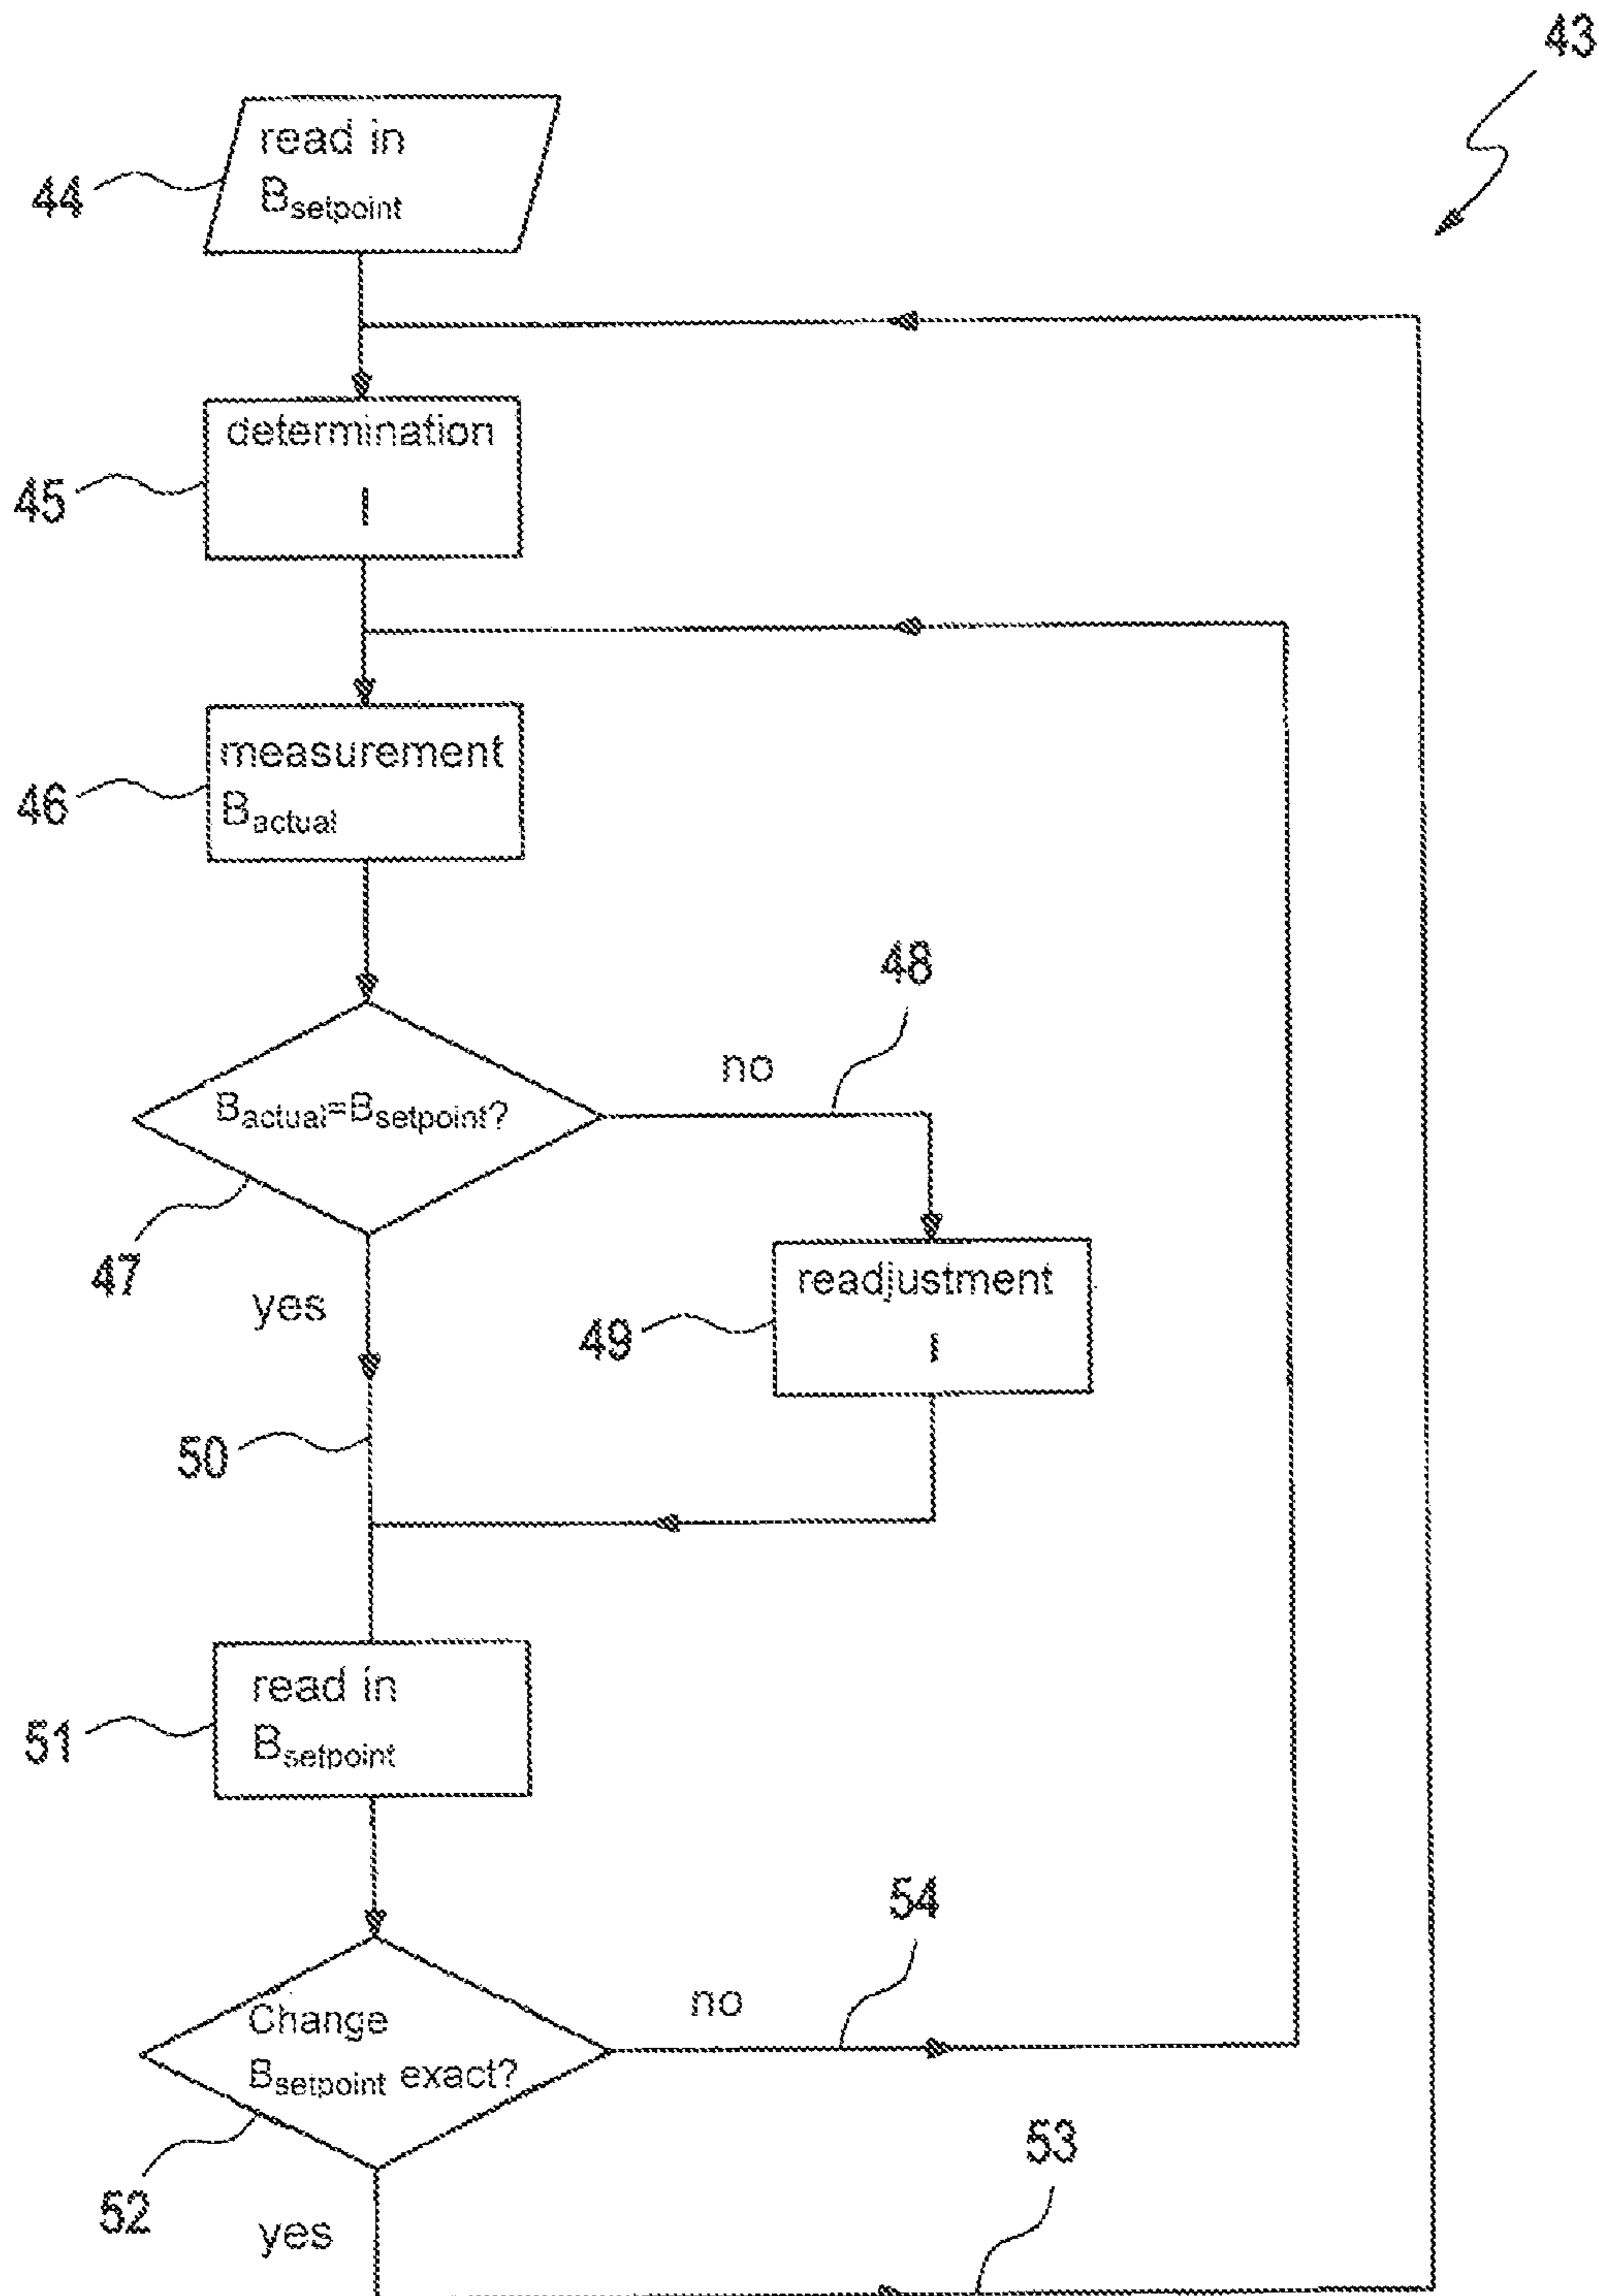 43
read in
B_setpoint
44
determination
I
45
measurement
B_actual
46
48
no
B_actual=B_setpoint?
47
yes
readjustment
I
49
50
read in
B_setpoint
51
54
no
Change
B_setpoint exact?
52
53
yes